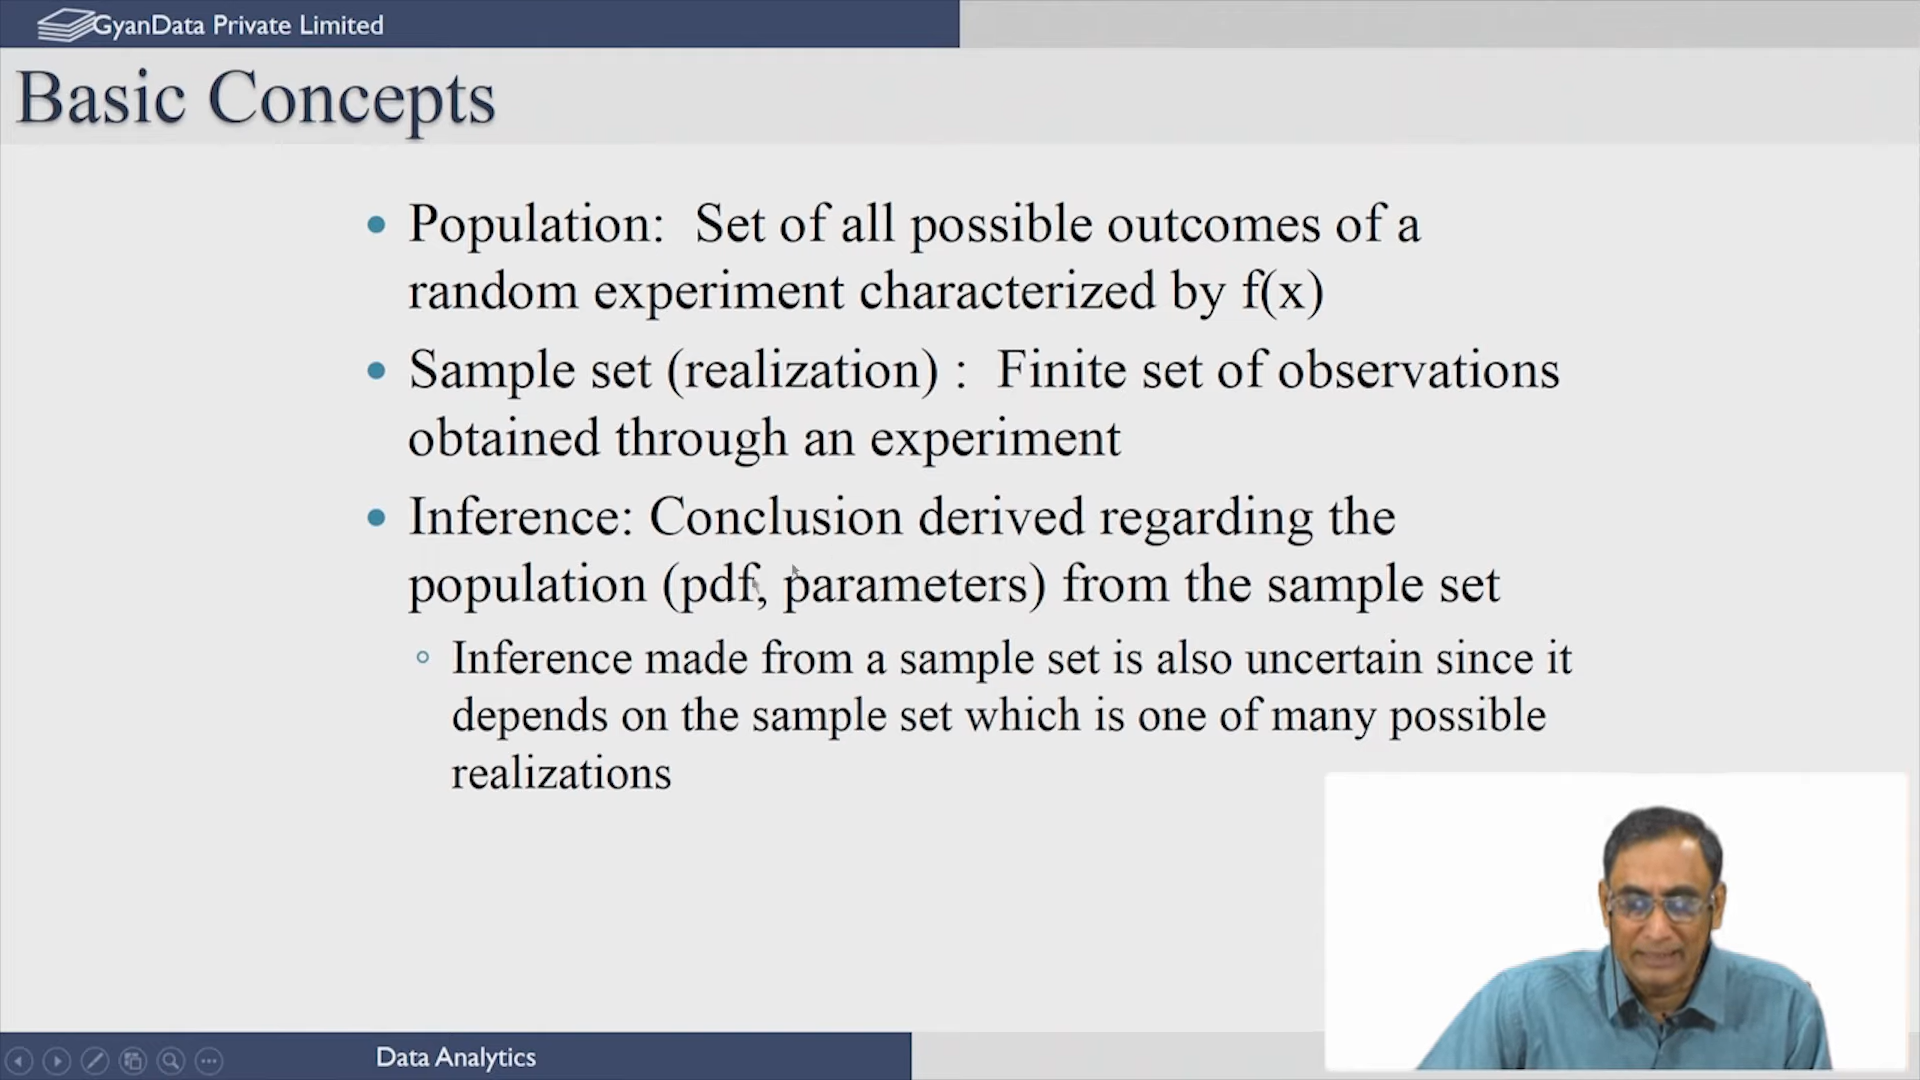 GyanData Private Limited
Basic Concepts
• Population: Set of all possible outcomes of a
random experiment characterized by f(x)
• Sample set (realization) : Finite set of observations
obtained through an experiment
• Inference: Conclusion derived regarding the
population (pdf, parameters) from the sample set
◦ Inference made from a sample set is also uncertain since it
depends on the sample set which is one of many possible
realizations
Data Analytics